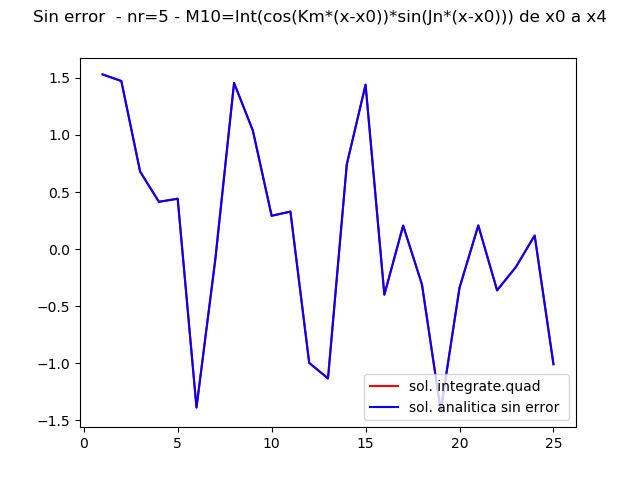 Sin error  - nr=5 - M10=Int(cos(Km*(x-x0))*sin(Jn*(x-x0))) de x0 a x4
1.5
1.0
0.5
0.0
−0.5
−1.0
−1.5
sol. integrate.quad
sol. analitica sin error
0 5 10 15 20 25